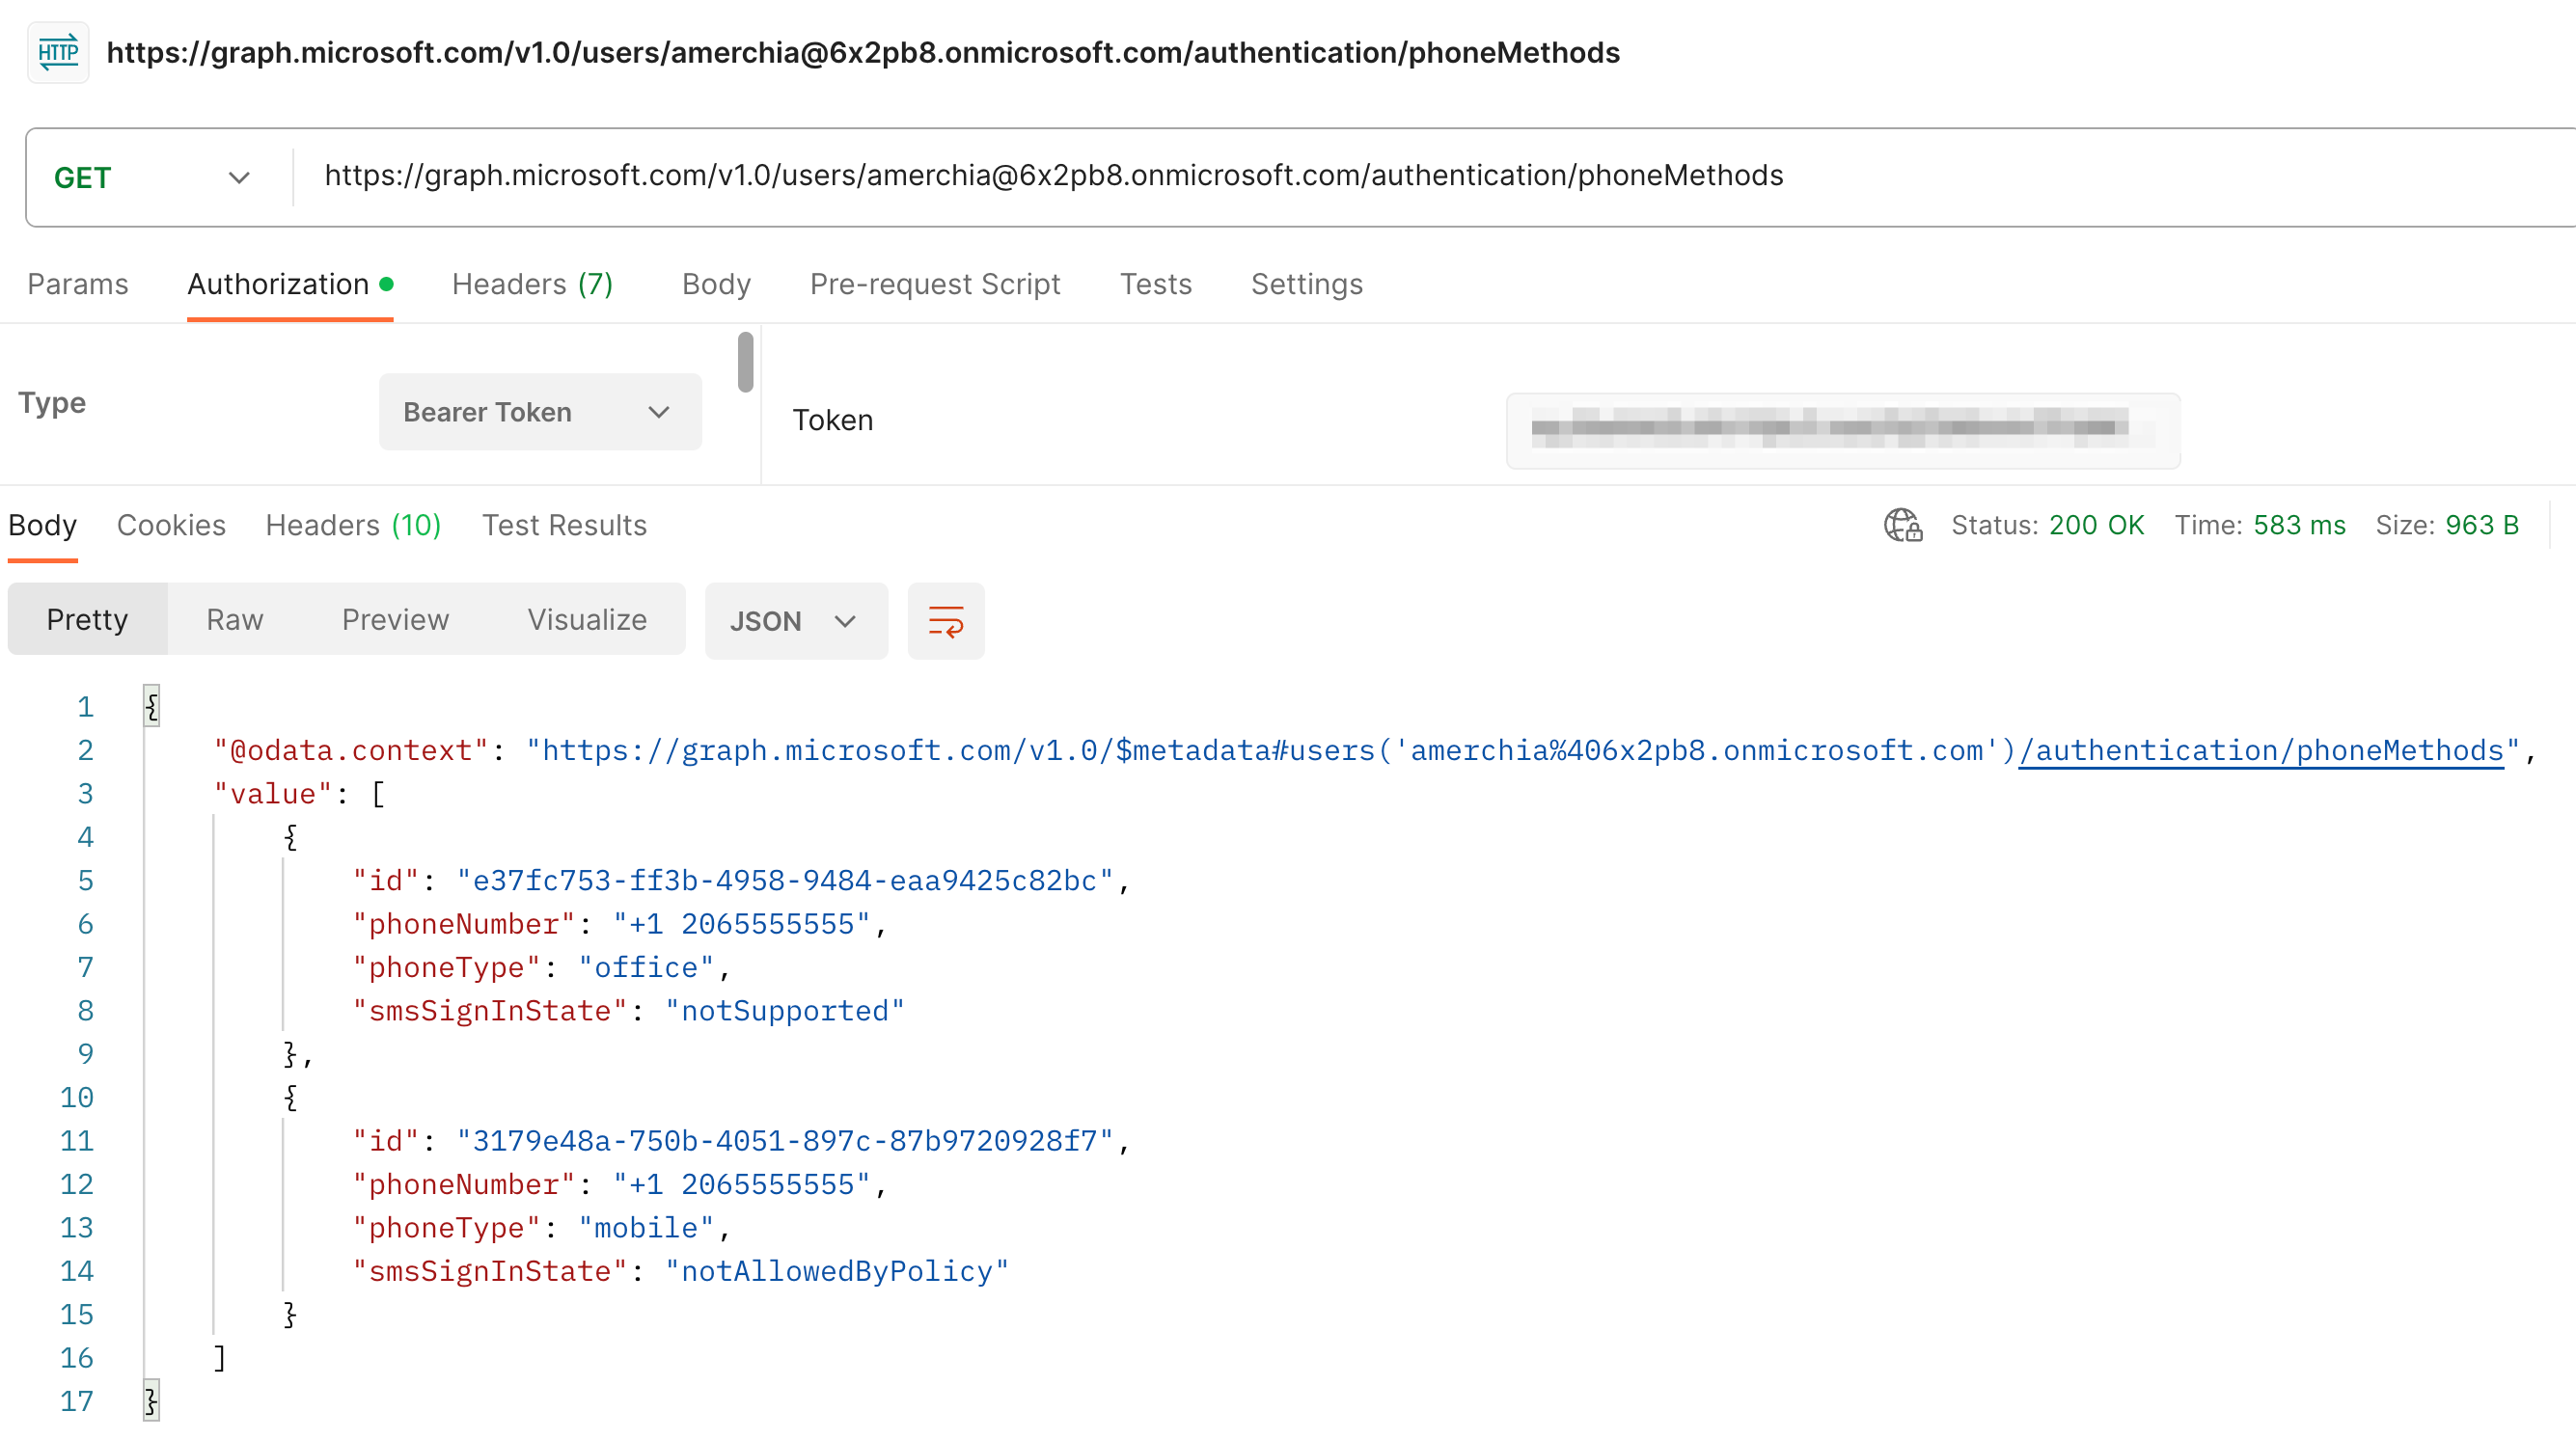 HTTP https://graph.microsoft.com/v1.0/users/amerchia@6x2pb8.onmicrosoft.com/authentication/phoneMethods
GET https://graph.microsoft.com/v1.0/users/amerchia@6x2pb8.onmicrosoft.com/authentication/phoneMethods
Params Authorization Headers (7) Body Pre-request Script Tests Settings
Type Bearer Token Token
Body Cookies Headers (10) Test Results Status: 200 OK Time: 583 ms Size: 963 B
Pretty Raw Preview Visualize JSON
1 {
2 "@odata.context": "https://graph.microsoft.com/v1.0/$metadata#users('amerchia%406x2pb8.onmicrosoft.com')/authentication/phoneMethods",
3 "value": [
4 {
5 "id": "e37fc753-ff3b-4958-9484-eaa9425c82bc",
6 "phoneNumber": "+1 2065555555",
7 "phoneType": "office",
8 "smsSignInState": "notSupported"
9 },
10 {
11 "id": "3179e48a-750b-4051-897c-87b9720928f7",
12 "phoneNumber": "+1 2065555555",
13 "phoneType": "mobile",
14 "smsSignInState": "notAllowedByPolicy"
15 }
16 ]
17 }